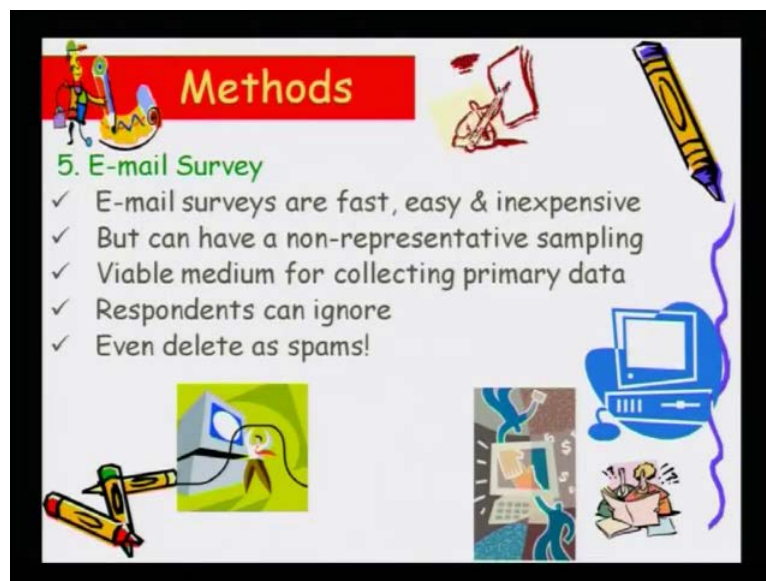 Methods
5. E-mail Survey
✓ E-mail surveys are fast, easy & inexpensive
✓ But can have a non-representative sampling
✓ Viable medium for collecting primary data
✓ Respondents can ignore
✓ Even delete as spams!